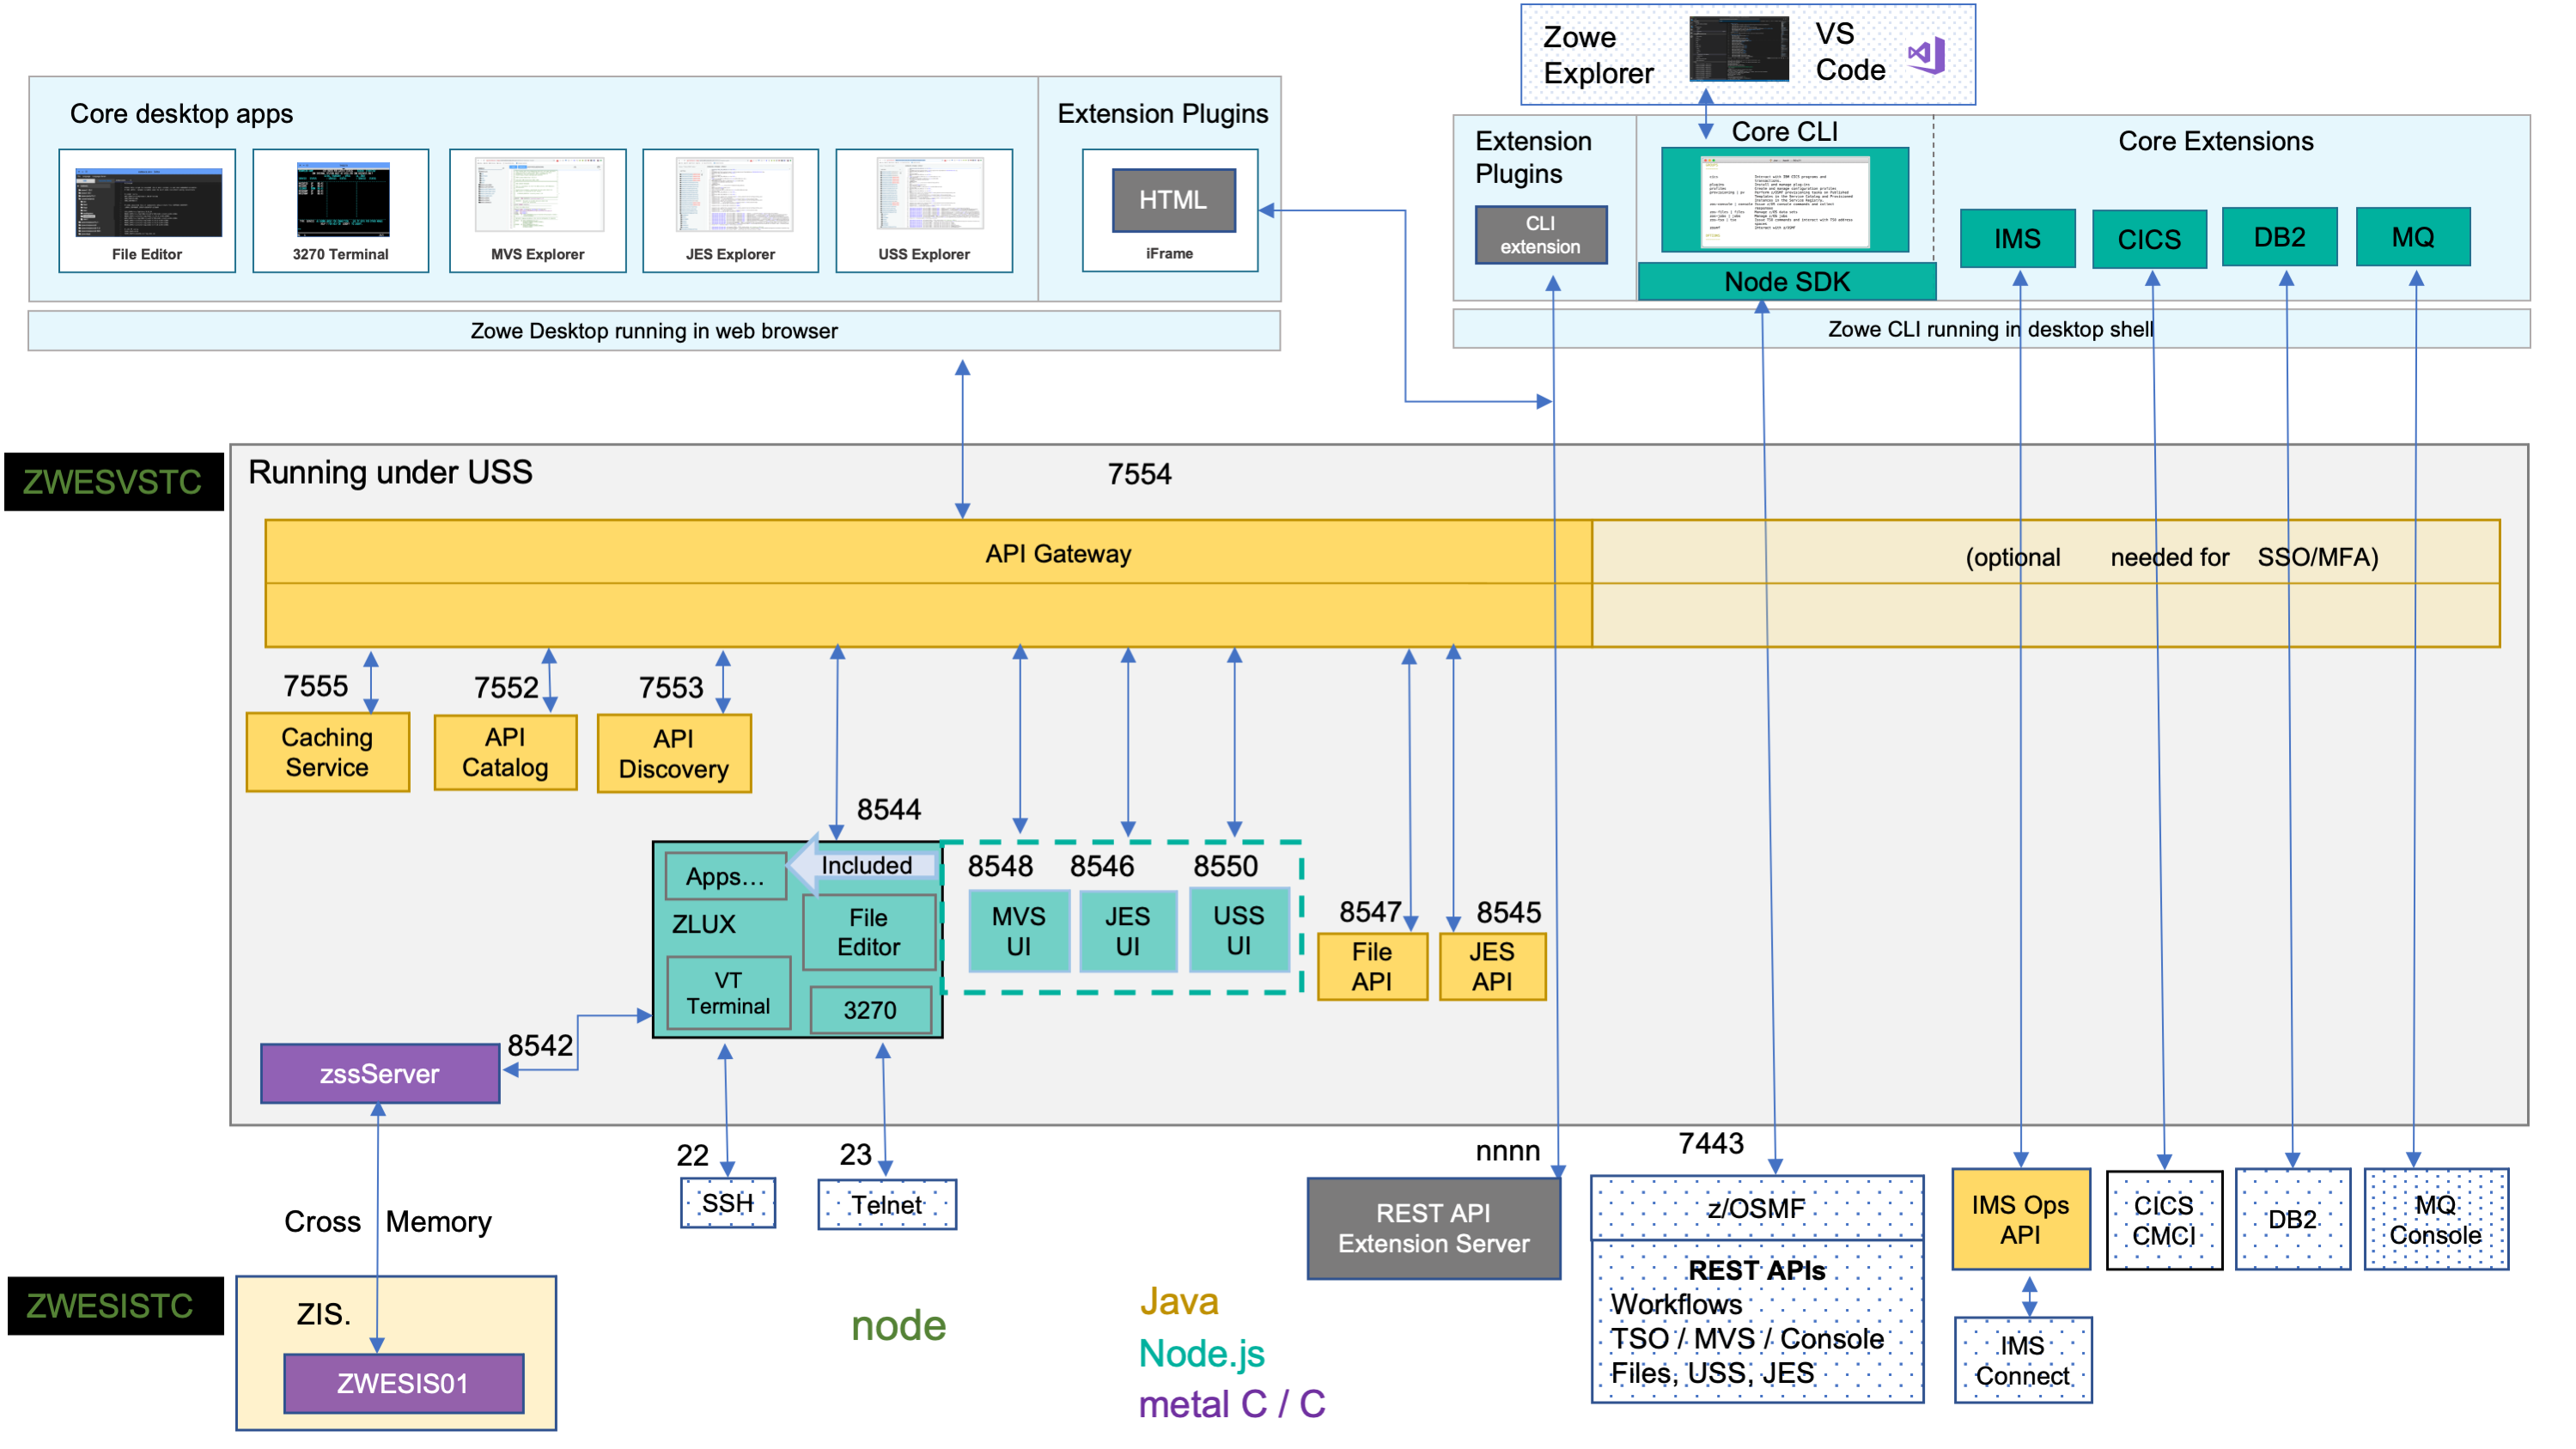 Zowe
Explorer
VS
Code
Core desktop apps
Extension Plugins
File Editor
3270 Terminal
MVS Explorer
JES Explorer
USS Explorer
HTML
iFrame
Zowe Desktop running in web browser
Extension
Plugins
CLI
extension
Core CLI
Node SDK
Core Extensions
IMS
CICS
DB2
MQ
Zowe CLI running in desktop shell
ZWESVSTC
Running under USS
7554
API Gateway
(optional needed for SSO/MFA)
7555
7552
7553
Caching
Service
API
Catalog
API
Discovery
8544
Apps...
Included
ZLUX
File
Editor
VT
Terminal
3270
8548
8546
8550
MVS
UI
JES
UI
USS
UI
8547
8545
File
API
JES
API
8542
zssServer
22
23
nnnn
7443
SSH
Telnet
Cross Memory
REST API
Extension Server
z/OSMF
REST APIs
Workflows
TSO / MVS / Console
Files, USS, JES
IMS Ops
API
CICS
CMCI
DB2
MQ
Console
IMS
Connect
ZWESISTC
ZIS.
ZWESIS01
node
Java
Node.js
metal C / C